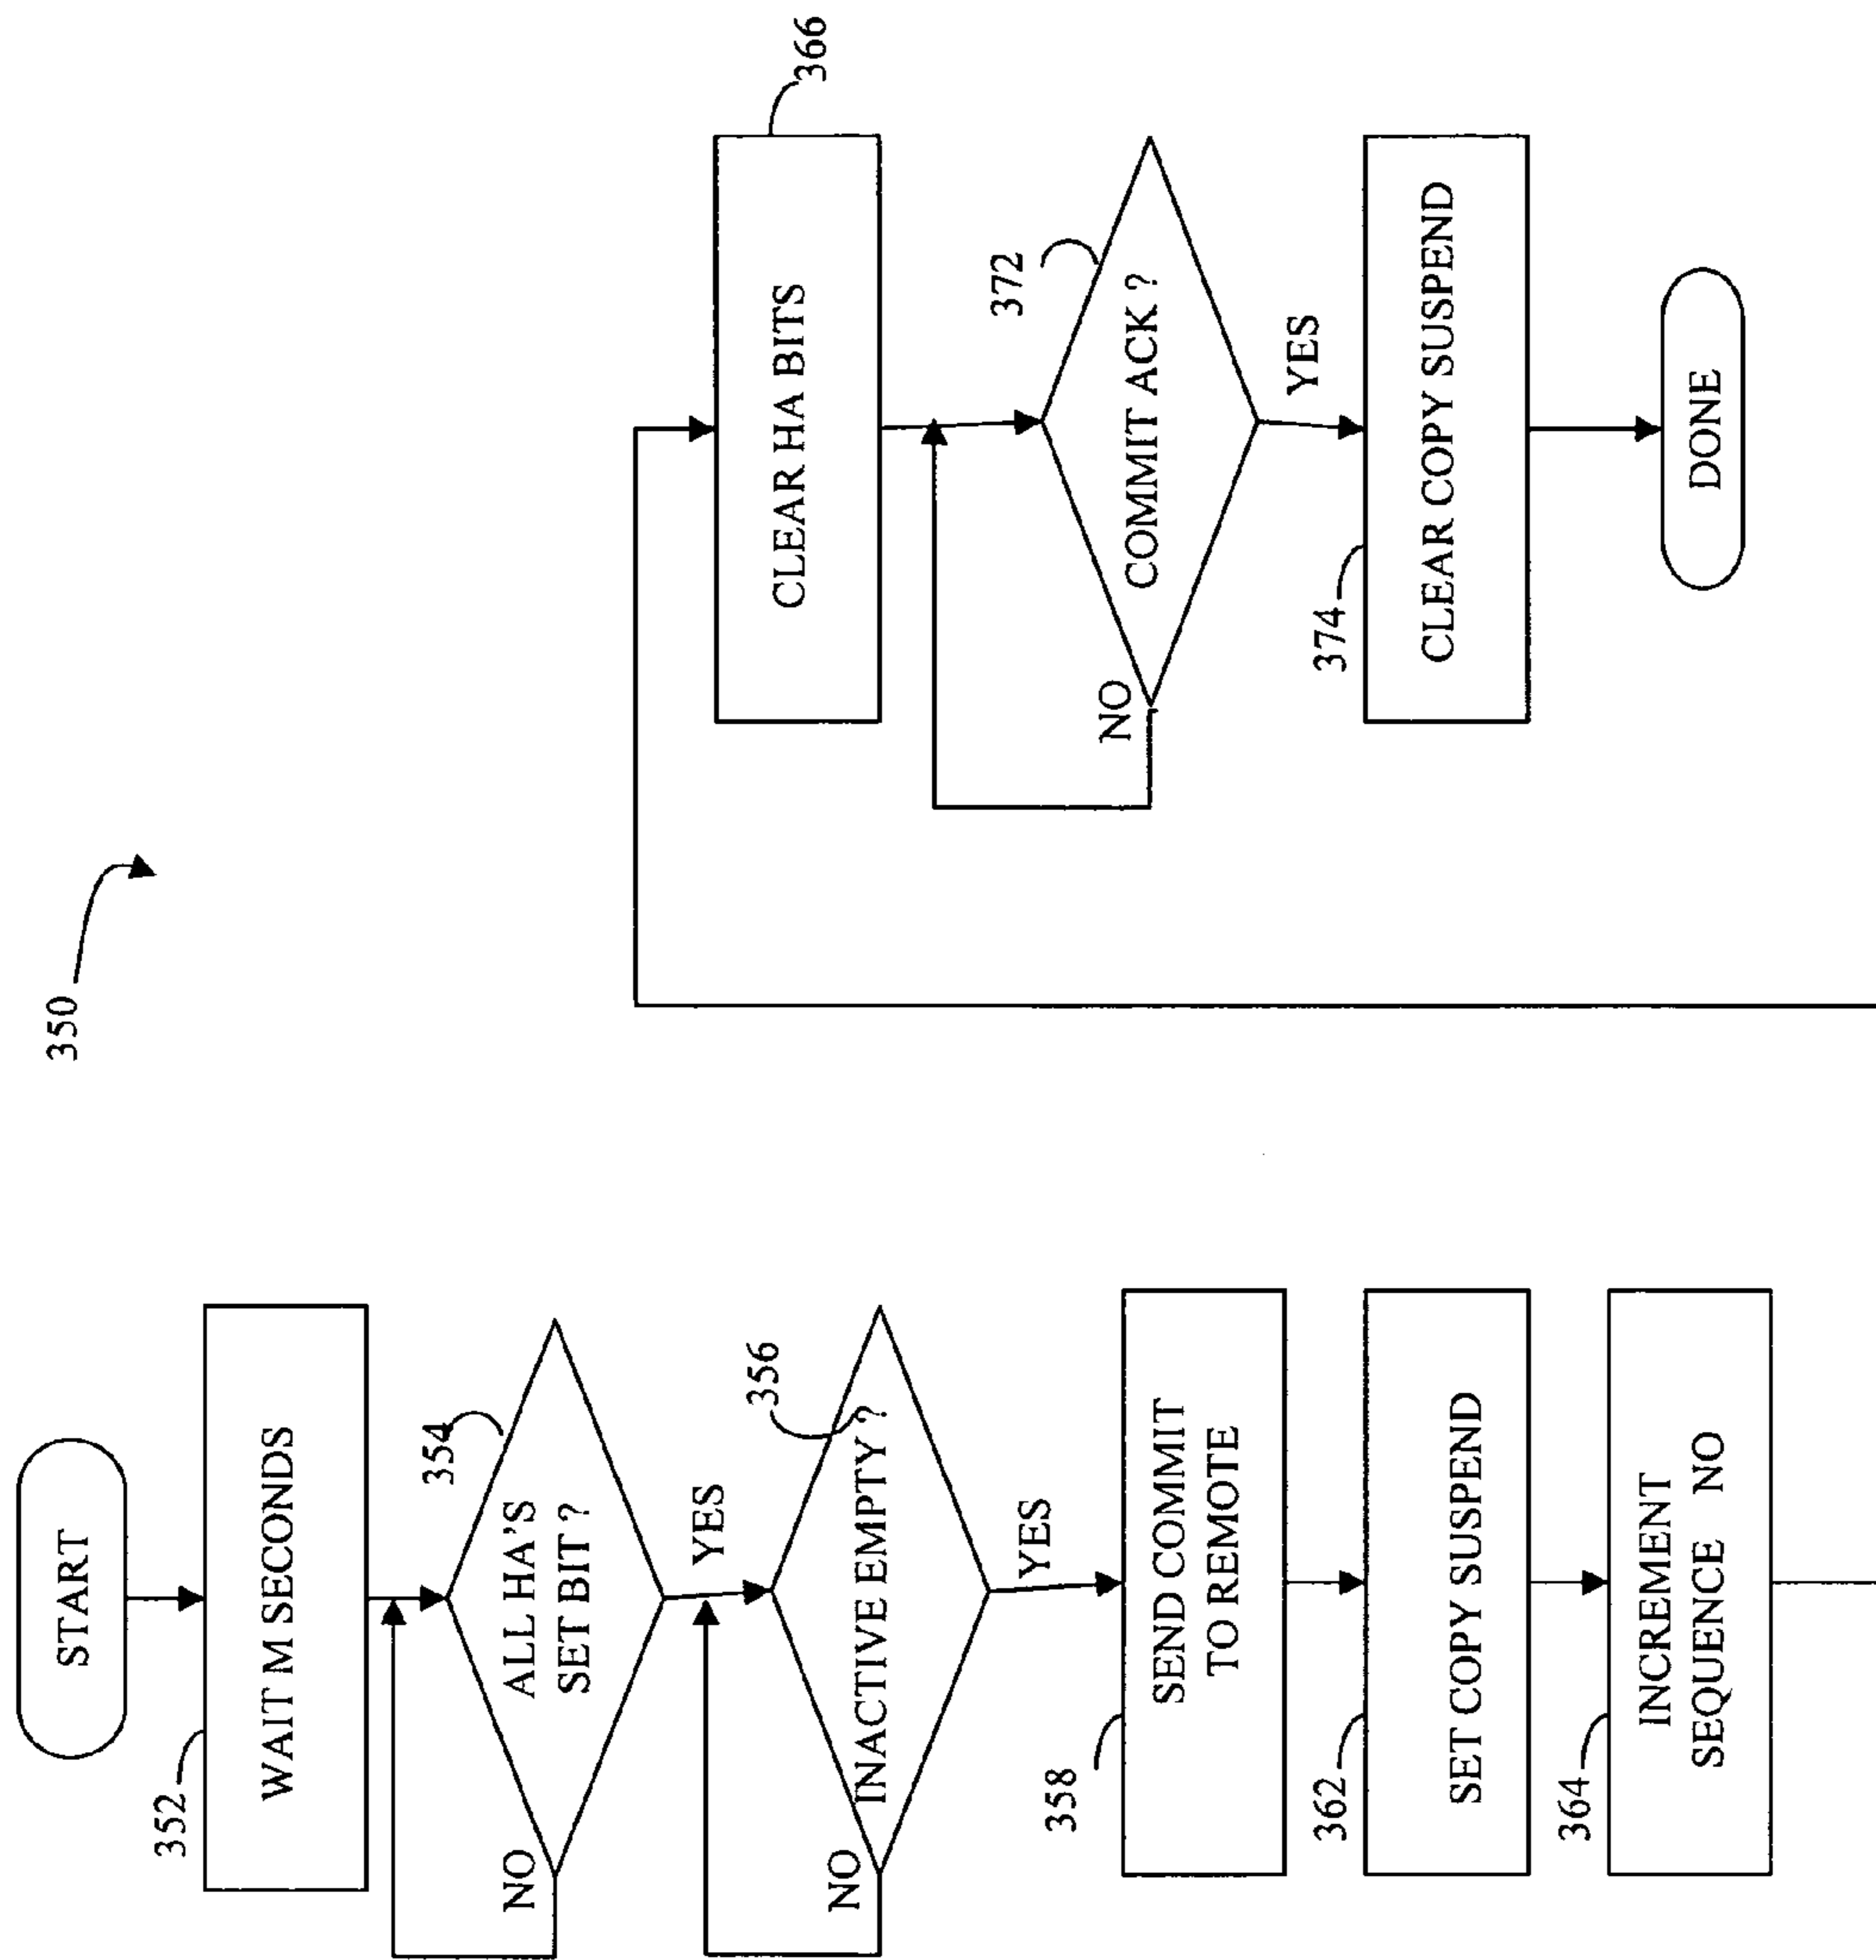 350
START
352
WAIT M SECONDS
354
ALL HA'S
SET BIT ?
NO
YES
356
INACTIVE EMPTY ?
NO
YES
358
SEND COMMIT
TO REMOTE
362
SET COPY SUSPEND
364
INCREMENT
SEQUENCE NO
366
CLEAR HA BITS
372
COMMIT ACK ?
NO
YES
374
CLEAR COPY SUSPEND
DONE